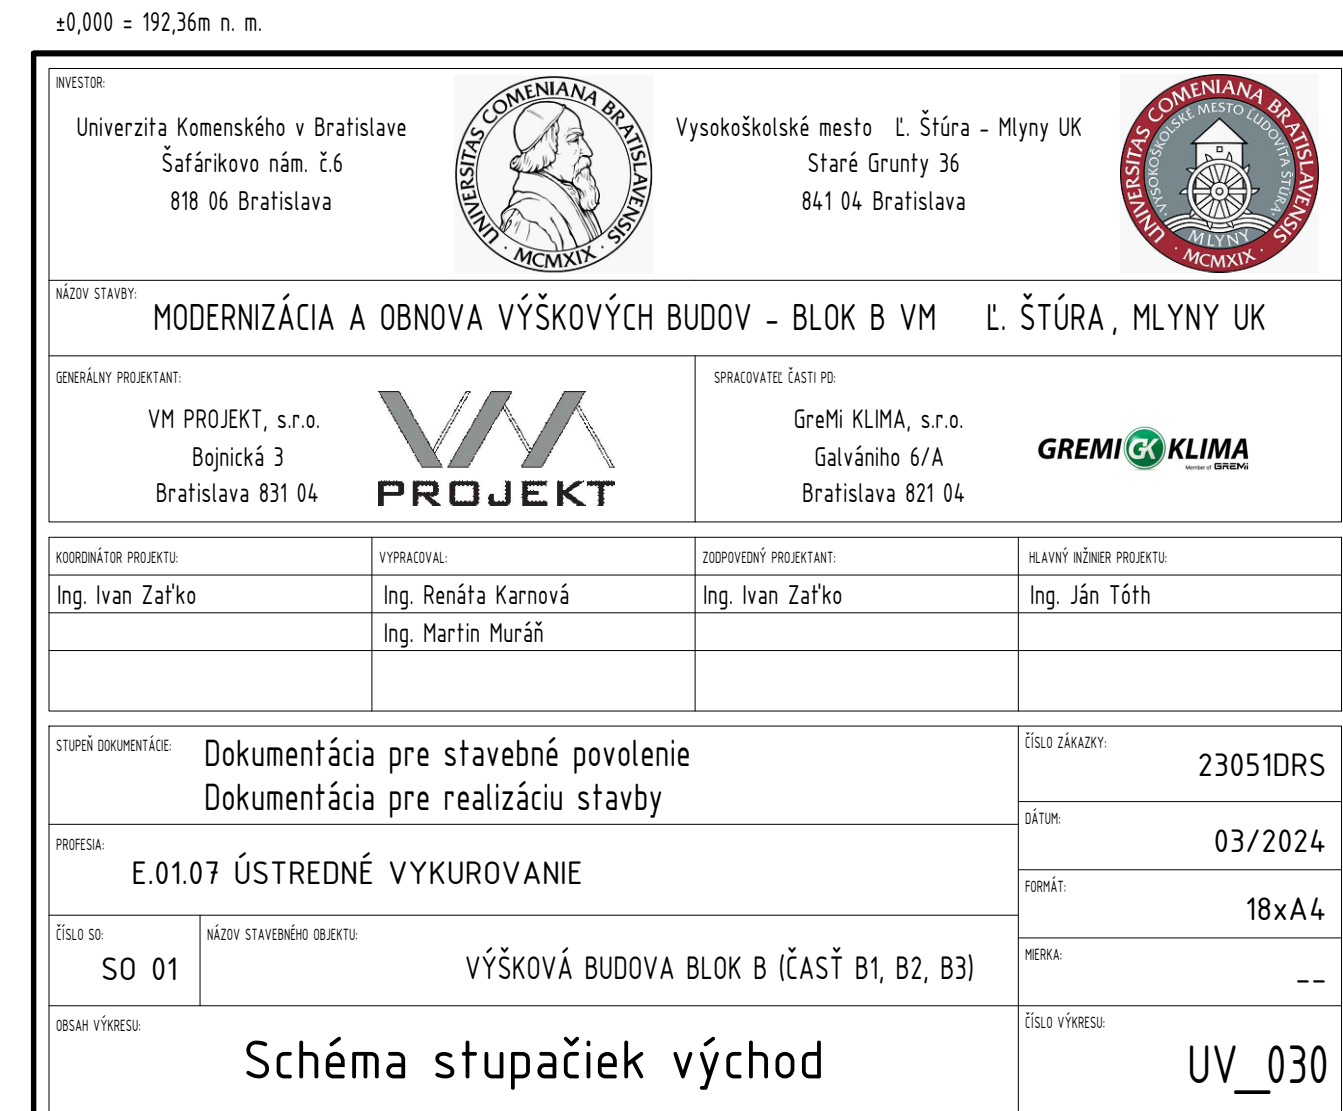 ±0,000 = 192,36m n. m.
INVESTOR:
Univerzita Komenského v Bratislave
Šafárikovo nám. č.6
818 06 Bratislava
UNIVERSITAS COMENIANA BRATISLAVENSIS
· MCMXIX ·
Vysokoškolské mesto Ľ. Štúra - Mlyny UK
Staré Grunty 36
841 04 Bratislava
UNIVERSITAS COMENIANA BRATISLAVENSIS
· MCMXIX ·
·VYSOKOŠKOLSKÉ MESTO ĽUDOVÍTA ŠTÚRA·
MLYNY
NÁZOV STAVBY:
MODERNIZÁCIA A OBNOVA VÝŠKOVÝCH BUDOV - BLOK B VM Ľ. ŠTÚRA, MLYNY UK
GENERÁLNY PROJEKTANT:
VM PROJEKT, s.r.o.
Bojnická 3
Bratislava 831 04
VM
PROJEKT
SPRACOVATEĽ ČASTI PD:
GreMi KLIMA, s.r.o.
Galvániho 6/A
Bratislava 821 04
GREMI GK KLIMA
Member of GREMi
KOORDINÁTOR PROJEKTU:
VYPRACOVAL:
ZODPOVEDNÝ PROJEKTANT:
HLAVNÝ INŽINIER PROJEKTU:
Ing. Ivan Zaťko
Ing. Renáta Karnová
Ing. Ivan Zaťko
Ing. Ján Tóth
Ing. Martin Muráň
STUPEŇ DOKUMENTÁCIE:
Dokumentácia pre stavebné povolenie
Dokumentácia pre realizáciu stavby
ČÍSLO ZÁKAZKY:
23051DRS
DÁTUM:
03/2024
PROFESIA:
E.01.07 ÚSTREDNÉ VYKUROVANIE
FORMÁT:
18xA4
ČÍSLO SO:
SO 01
NÁZOV STAVEBNÉHO OBJEKTU:
VÝŠKOVÁ BUDOVA BLOK B (ČASŤ B1, B2, B3)
MIERKA:
--
OBSAH VÝKRESU:
Schéma stupačiek východ
ČÍSLO VÝKRESU:
UV_030